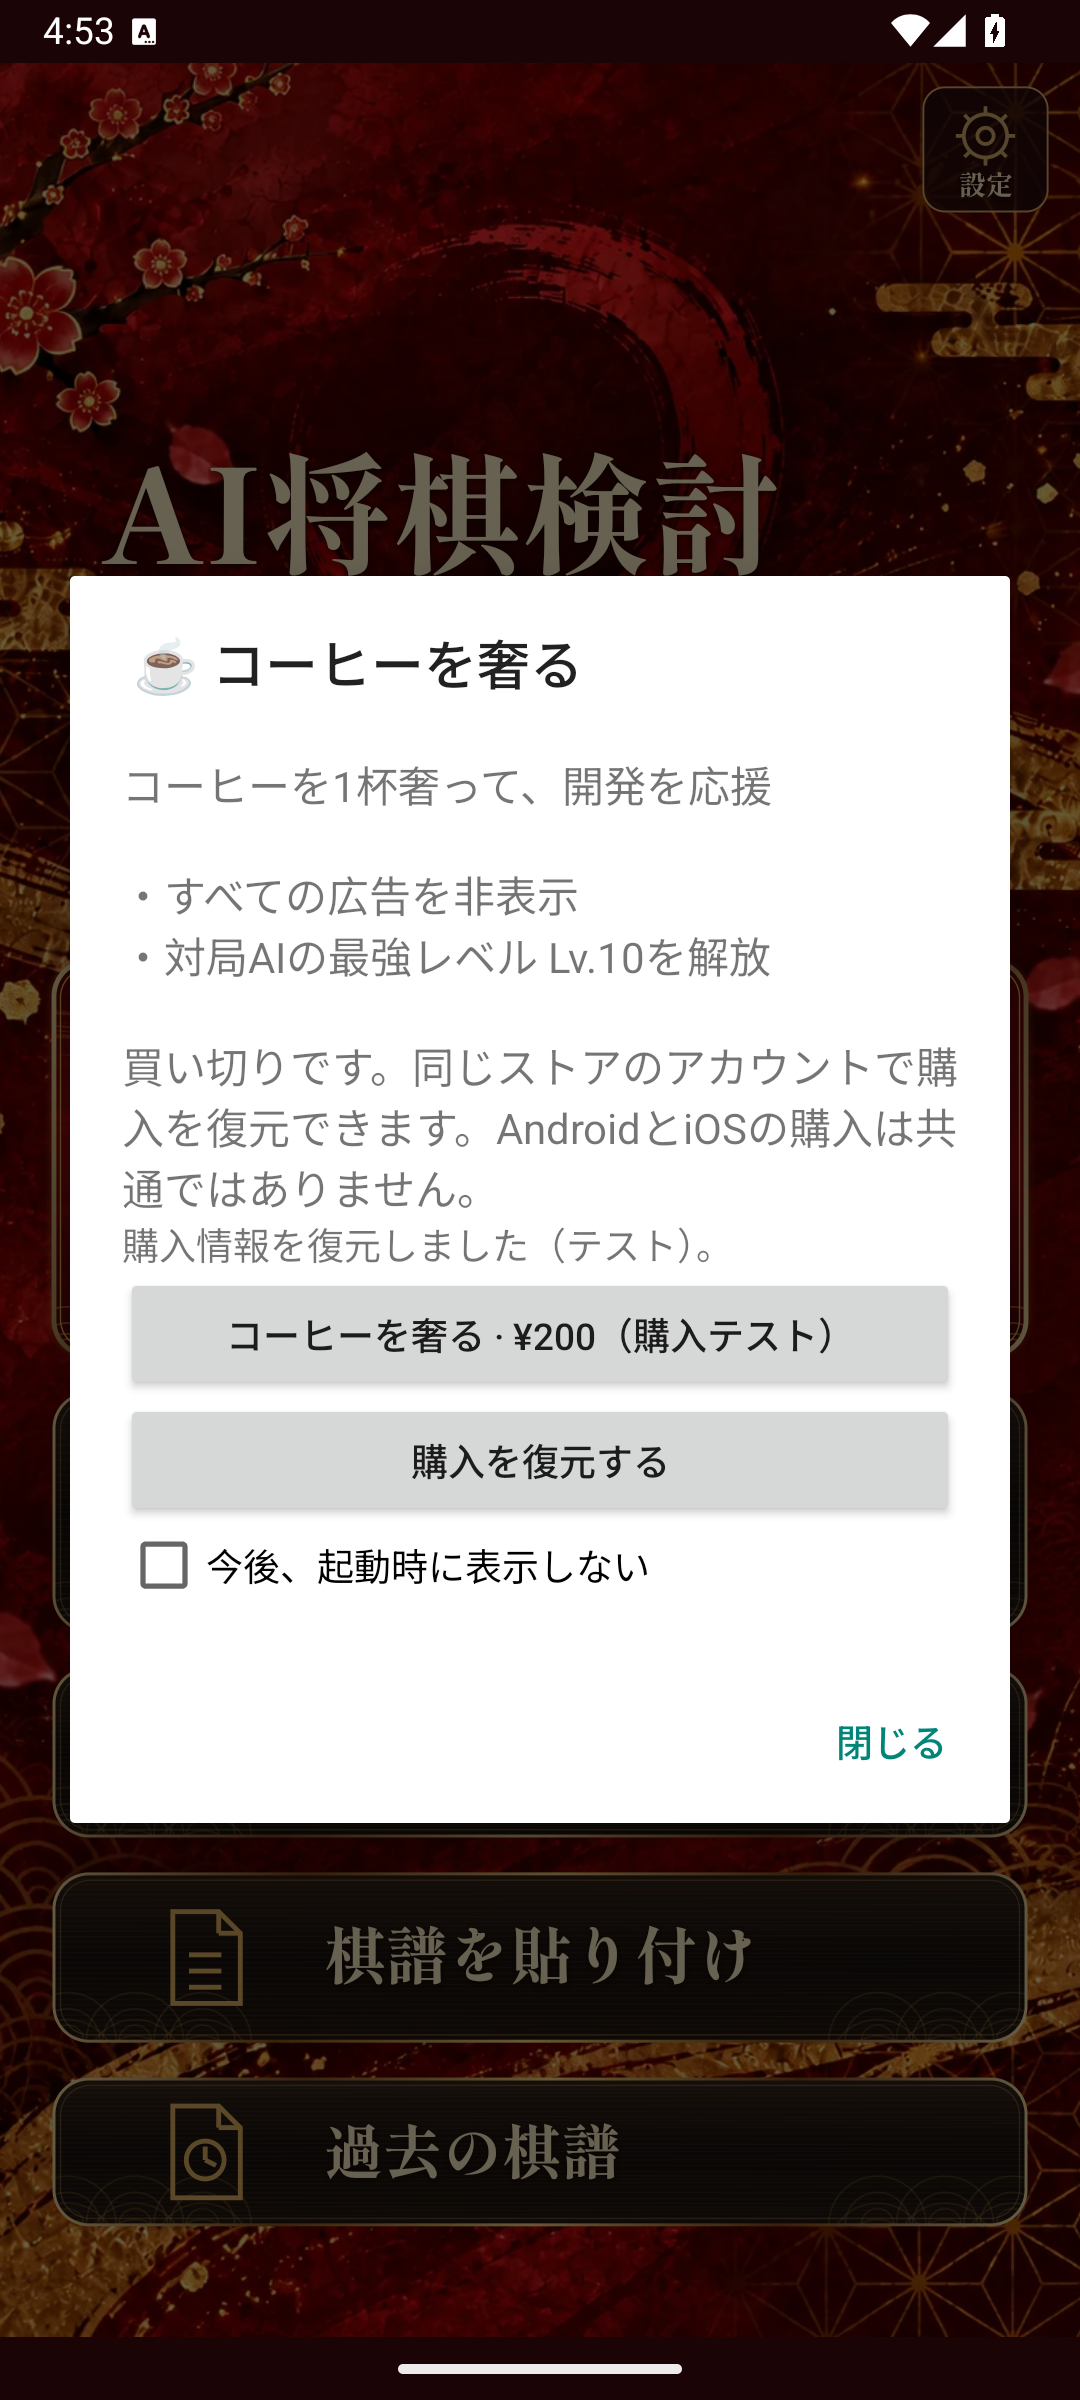 4:53
設定
AI将棋検討
☕ コーヒーを奢る
コーヒーを1杯奢って、開発を応援
・すべての広告を非表示
・対局AIの最強レベル Lv.10を解放
買い切りです。同じストアのアカウントで購
入を復元できます。AndroidとiOSの購入は共
通ではありません。
購入情報を復元しました（テスト）。
コーヒーを奢る · ¥200（購入テスト）
購入を復元する
今後、起動時に表示しない
閉じる
棋譜を貼り付け
過去の棋譜